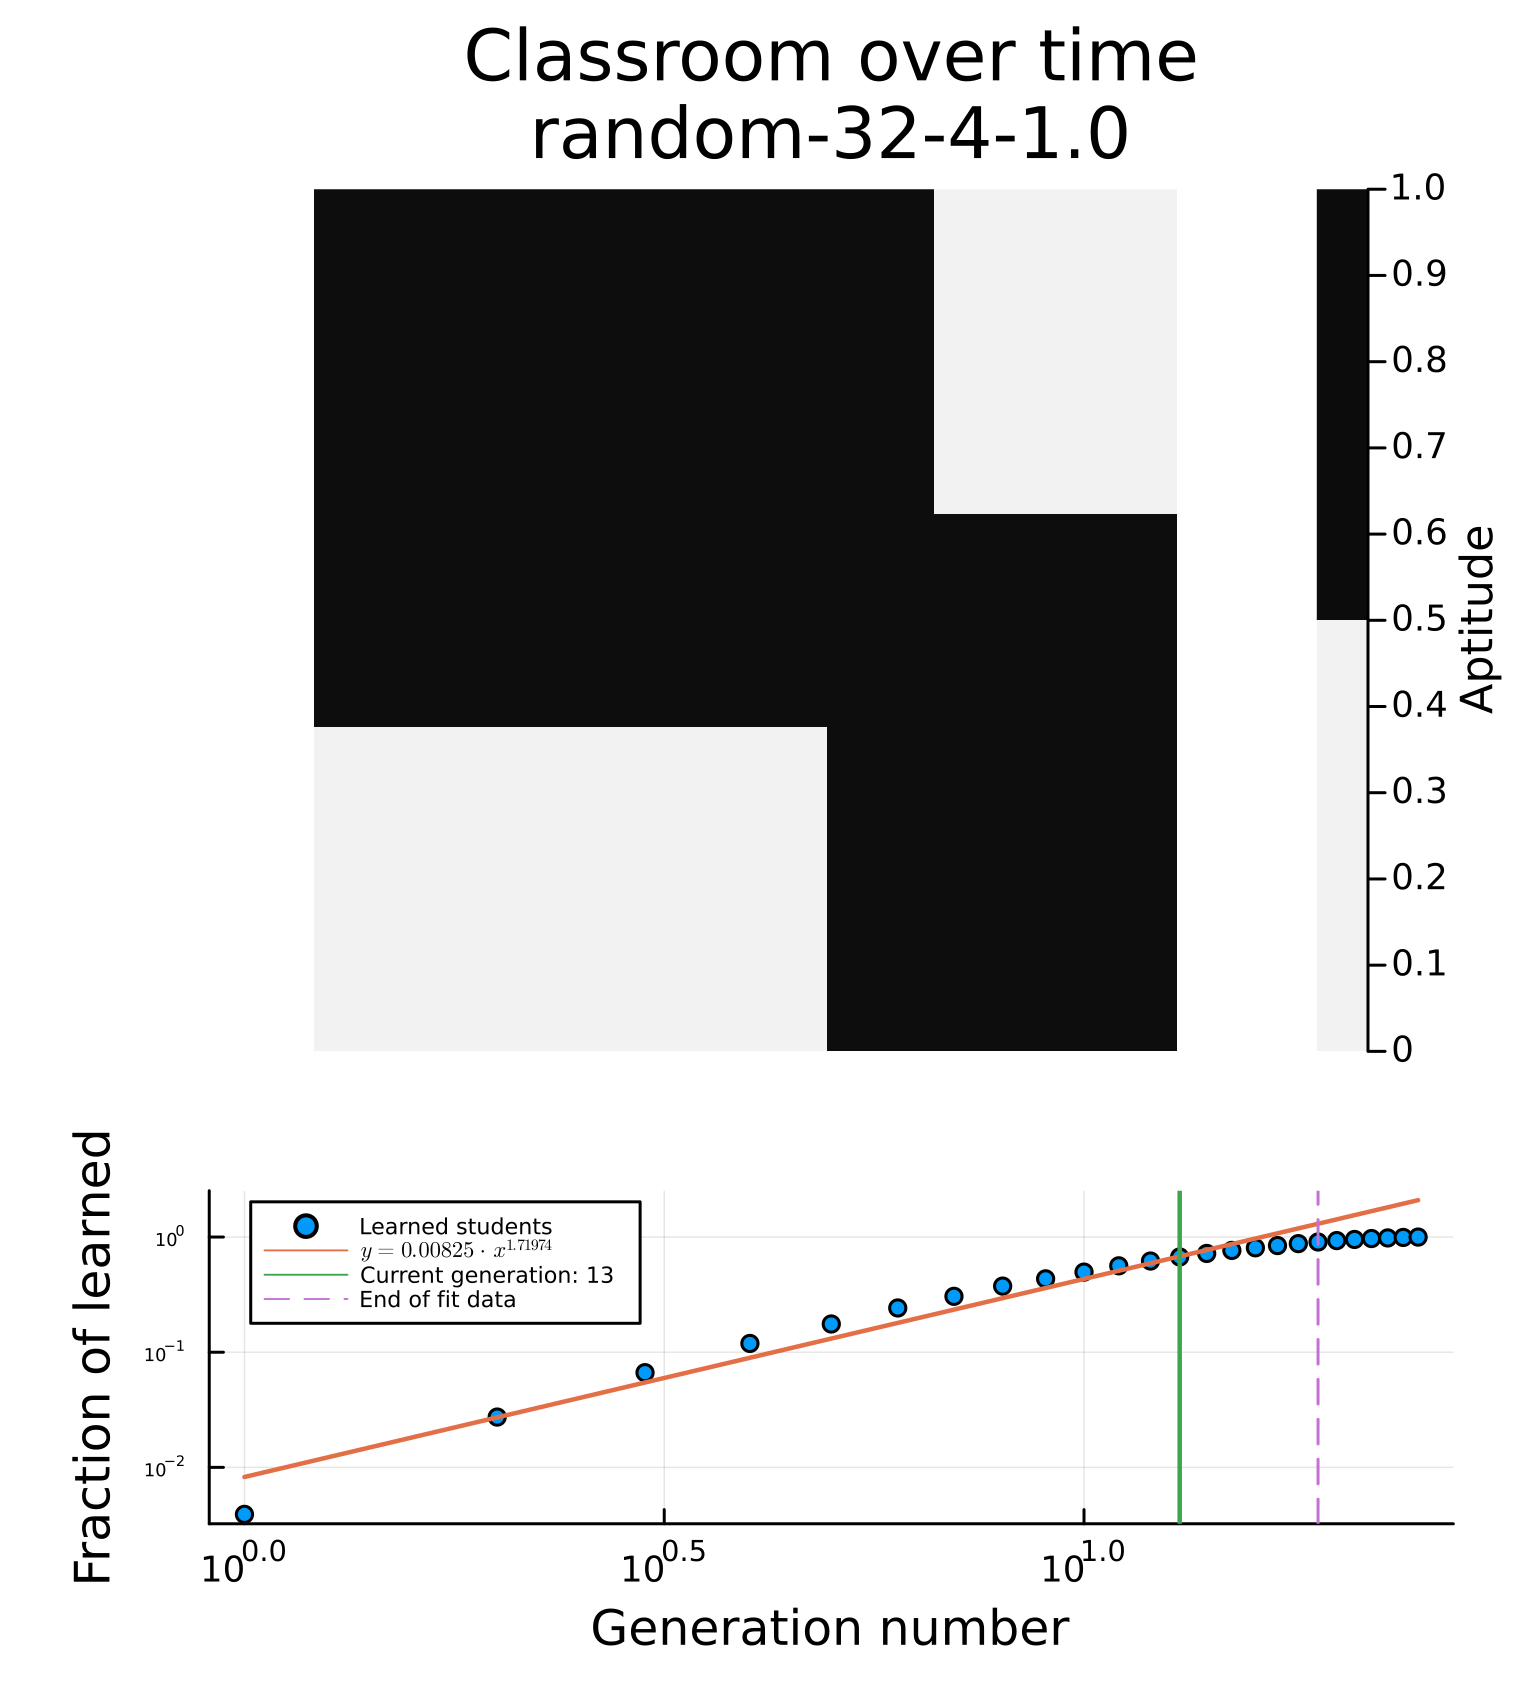 Classroom over time
random-32-4-1.0
1.0
0.9
0.8
0.7
0.6
0.5
0.4
0.3
0.2
0.1
0
Aptitude
Fraction of learned
10^0
10^−1
10^−2
Learned students
y = 0.00825 · x^1.71974
Current generation: 13
End of fit data
10^0.0 10^0.5 10^1.0
Generation number